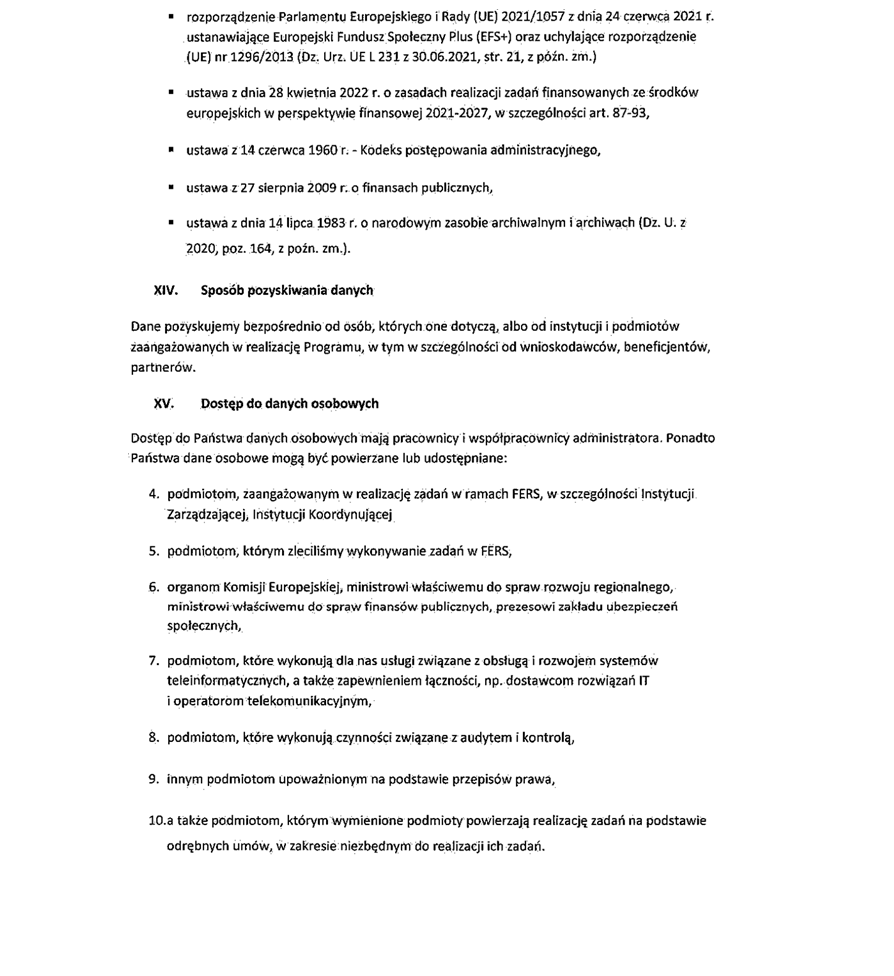 ▪ rozporządzenie Parlamentu Europejskiego i Rady (UE) 2021/1057 z dnia 24 czerwca 2021 r.
ustanawiające Europejski Fundusz Społeczny Plus (EFS+) oraz uchylające rozporządzenie
(UE) nr 1296/2013 (Dz. Urz. UE L 231 z 30.06.2021, str. 21, z późn. zm.)
▪ ustawa z dnia 28 kwietnia 2022 r. o zasadach realizacji zadań finansowanych ze środków
europejskich w perspektywie finansowej 2021-2027, w szczególności art. 87-93,
▪ ustawa z 14 czerwca 1960 r. - Kodeks postępowania administracyjnego,
▪ ustawa z 27 sierpnia 2009 r. o finansach publicznych,
▪ ustawa z dnia 14 lipca 1983 r. o narodowym zasobie archiwalnym i archiwach (Dz. U. z
2020, poz. 164, z poźn. zm.).
XIV. Sposób pozyskiwania danych
Dane pozyskujemy bezpośrednio od osób, których one dotyczą, albo od instytucji i podmiotów
zaangażowanych w realizację Programu, w tym w szczególności od wnioskodawców, beneficjentów,
partnerów.
XV. Dostęp do danych osobowych
Dostęp do Państwa danych osobowych mają pracownicy i współpracownicy administratora. Ponadto
Państwa dane osobowe mogą być powierzane lub udostępniane:
4. podmiotom, zaangażowanym w realizację zadań w ramach FERS, w szczególności Instytucji
Zarządzającej, Instytucji Koordynującej
5. podmiotom, którym zleciliśmy wykonywanie zadań w FERS,
6. organom Komisji Europejskiej, ministrowi właściwemu do spraw rozwoju regionalnego,
ministrowi właściwemu do spraw finansów publicznych, prezesowi zakładu ubezpieczeń
społecznych,
7. podmiotom, które wykonują dla nas usługi związane z obsługą i rozwojem systemów
teleinformatycznych, a także zapewnieniem łączności, np. dostawcom rozwiązań IT
i operatorom telekomunikacyjnym,
8. podmiotom, które wykonują czynności związane z audytem i kontrolą,
9. innym podmiotom upoważnionym na podstawie przepisów prawa,
10.a także podmiotom, którym wymienione podmioty powierzają realizację zadań na podstawie
odrębnych umów, w zakresie niezbędnym do realizacji ich zadań.